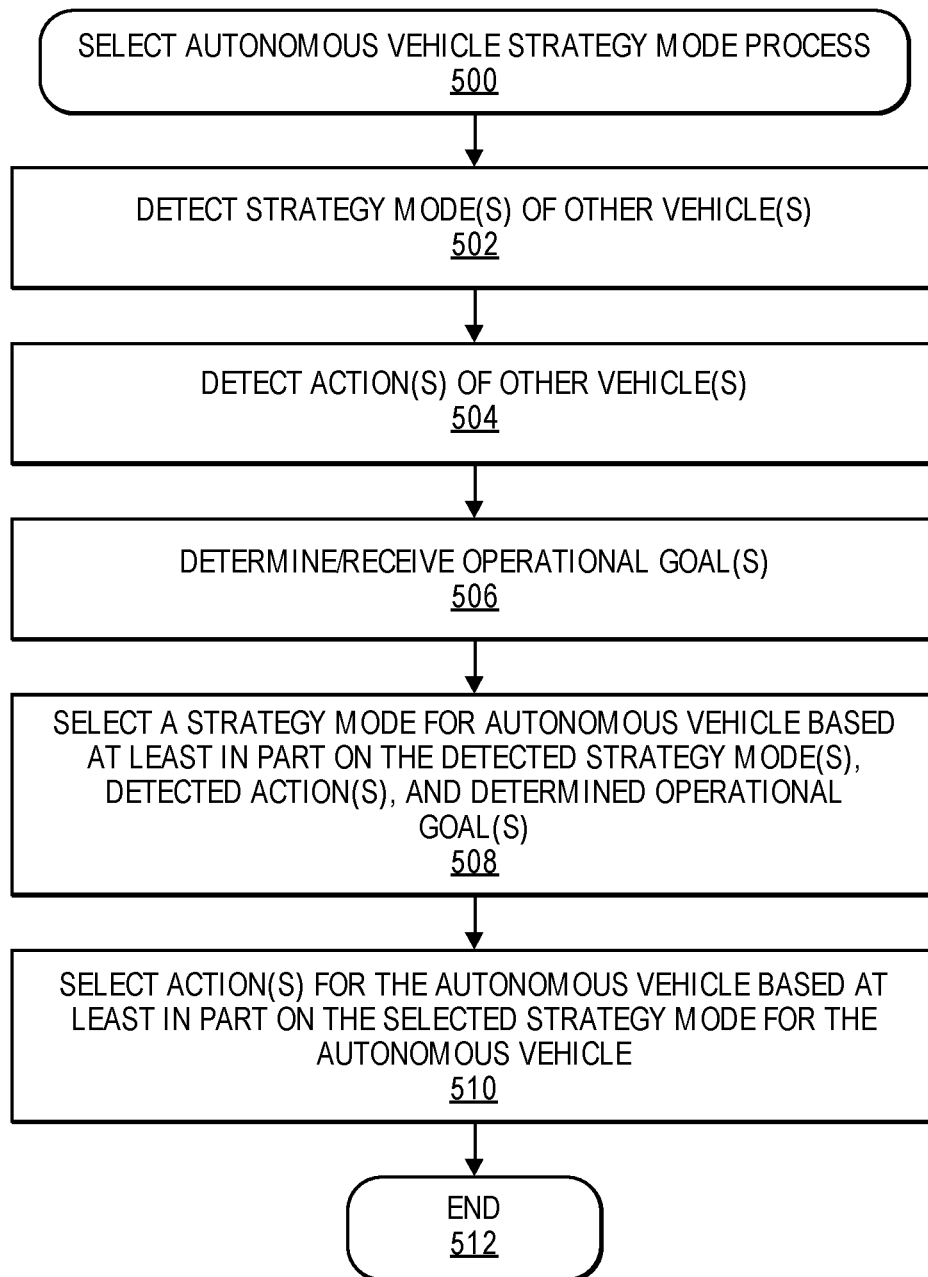 SELECT AUTONOMOUS VEHICLE STRATEGY MODE PROCESS
500
DETECT STRATEGY MODE(S) OF OTHER VEHICLE(S)
502
DETECT ACTION(S) OF OTHER VEHICLE(S)
504
DETERMINE/RECEIVE OPERATIONAL GOAL(S)
506
SELECT A STRATEGY MODE FOR AUTONOMOUS VEHICLE BASED
AT LEAST IN PART ON THE DETECTED STRATEGY MODE(S),
DETECTED ACTION(S), AND DETERMINED OPERATIONAL
GOAL(S)
508
SELECT ACTION(S) FOR THE AUTONOMOUS VEHICLE BASED AT
LEAST IN PART ON THE SELECTED STRATEGY MODE FOR THE
AUTONOMOUS VEHICLE
510
END
512